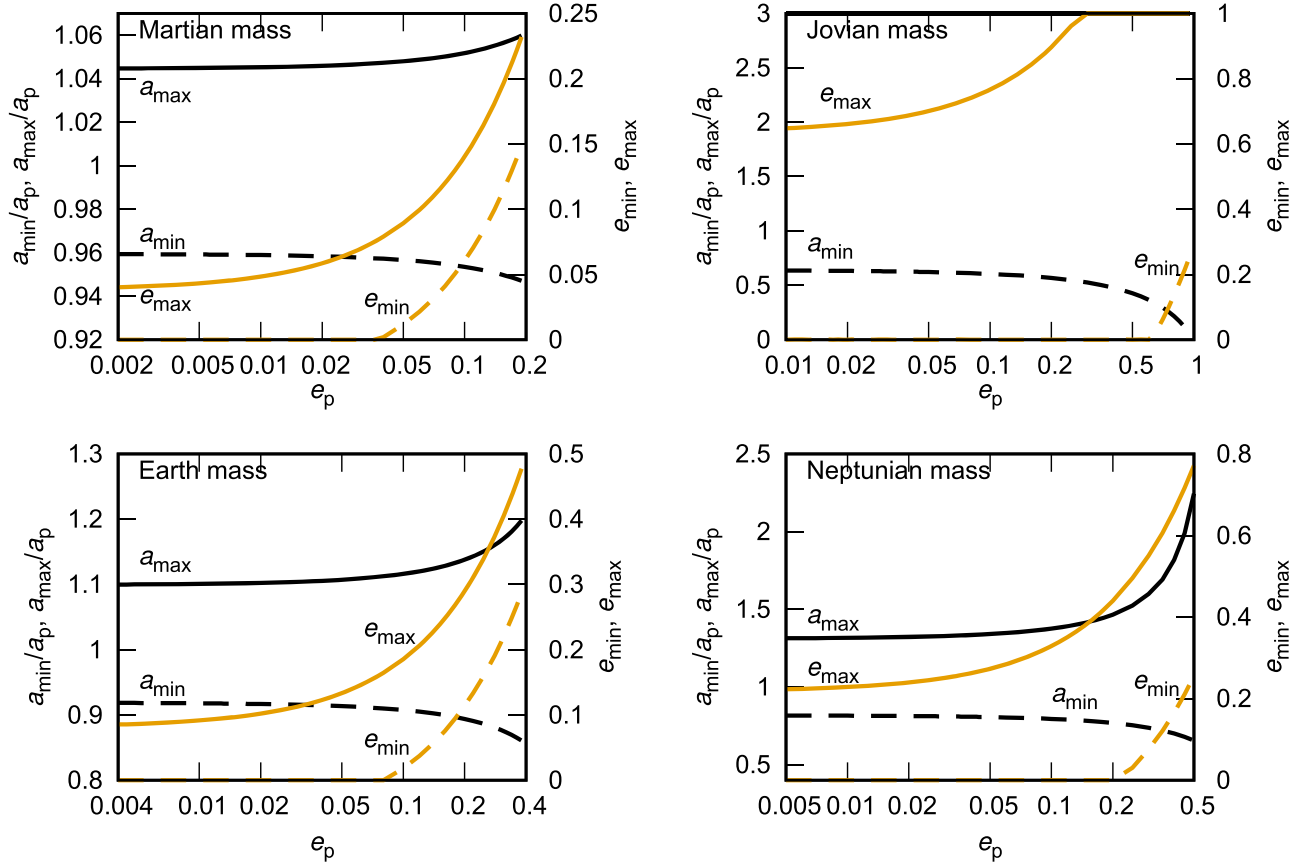 Martian mass
1.06
1.04
1.02
1
0.98
0.96
0.94
0.92
a_min/a_p, a_max/a_p
a_max
a_min
e_max
e_min
0.25
0.2
0.15
0.1
0.05
0
e_min, e_max
0.002 0.005 0.01 0.02 0.05 0.1 0.2
e_p
Jovian mass
3
2.5
2
1.5
1
0.5
0
a_min/a_p, a_max/a_p
e_max
a_min
e_min
1
0.8
0.6
0.4
0.2
0
e_min, e_max
0.01 0.02 0.05 0.1 0.2 0.5 1
e_p
Earth mass
1.3
1.2
1.1
1
0.9
0.8
a_min/a_p, a_max/a_p
a_max
e_max
a_min
e_min
0.5
0.4
0.3
0.2
0.1
0
e_min, e_max
0.004 0.01 0.02 0.05 0.1 0.2 0.4
e_p
Neptunian mass
2.5
2
1.5
1
0.5
a_min/a_p, a_max/a_p
a_max
e_max
a_min
e_min
0.8
0.6
0.4
0.2
0
e_min, e_max
0.005 0.01 0.02 0.05 0.1 0.2 0.5
e_p